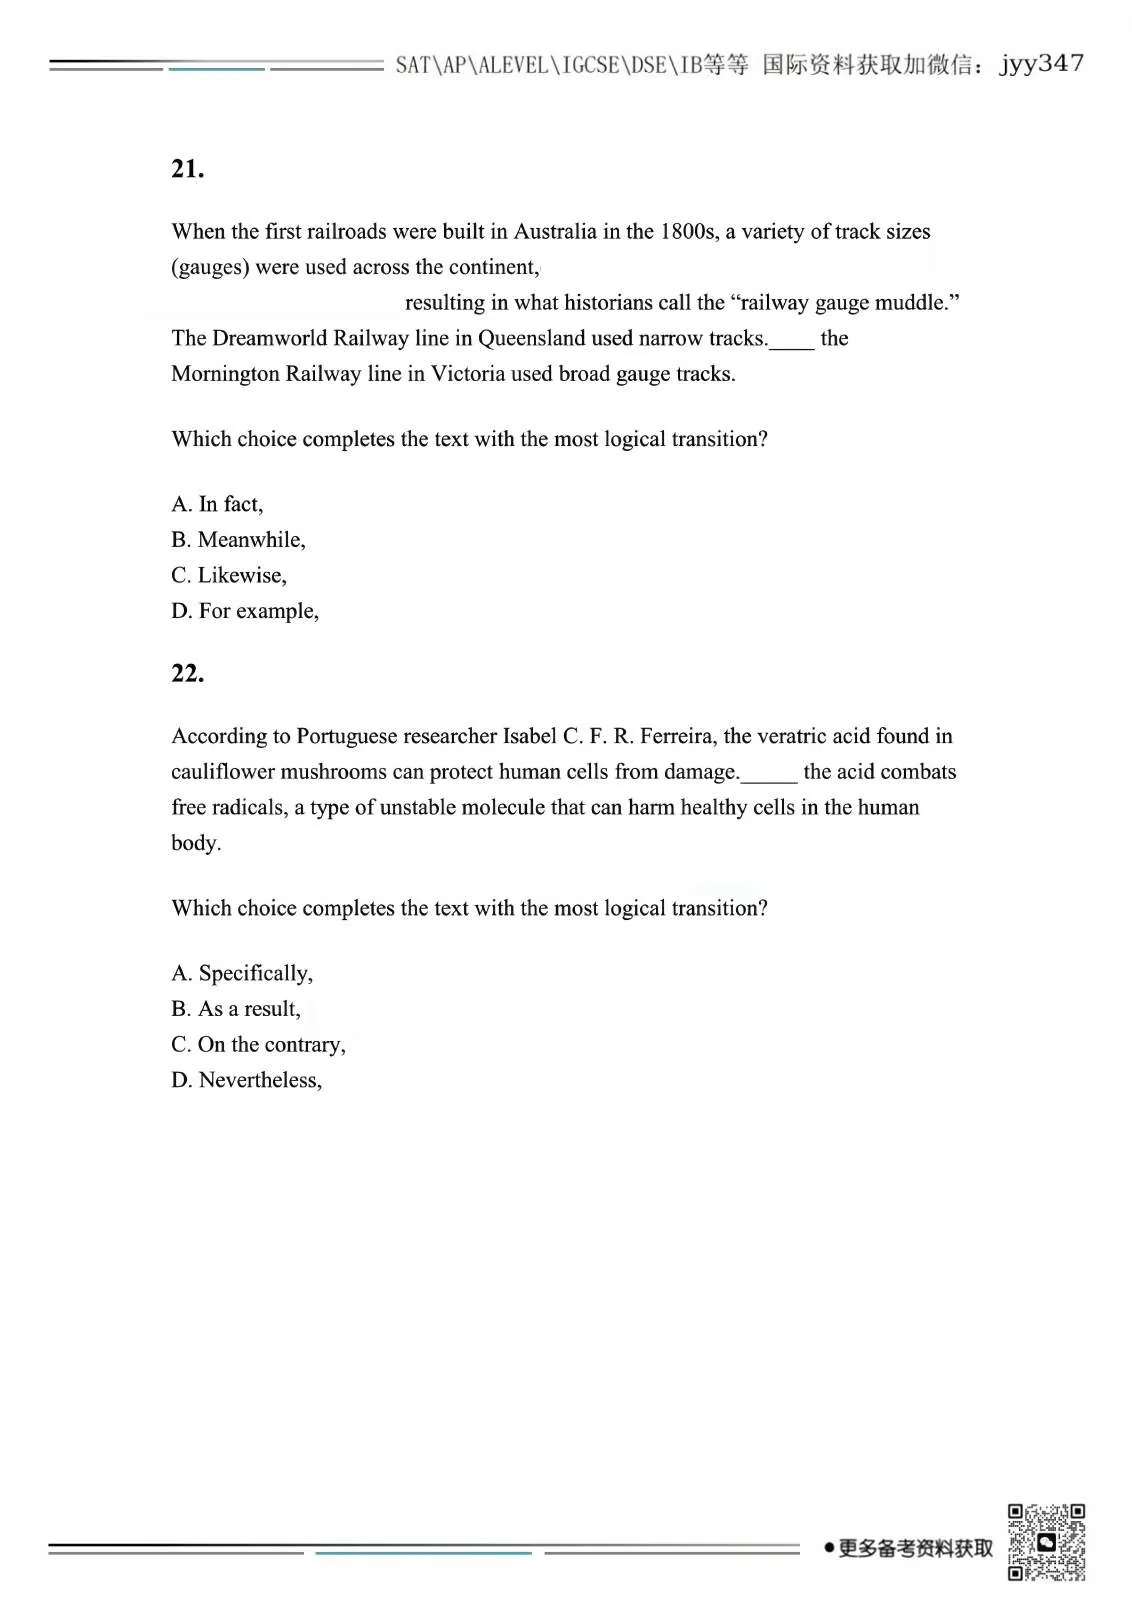 SAT\AP\ALEVEL\IGCSE\DSE\IB等等 国际资料获取加微信：jyy347
21.
When the first railroads were built in Australia in the 1800s, a variety of track sizes
(gauges) were used across the continent,
resulting in what historians call the “railway gauge muddle.”
The Dreamworld Railway line in Queensland used narrow tracks.____ the
Mornington Railway line in Victoria used broad gauge tracks.
Which choice completes the text with the most logical transition?
A. In fact,
B. Meanwhile,
C. Likewise,
D. For example,
22.
According to Portuguese researcher Isabel C. F. R. Ferreira, the veratric acid found in
cauliflower mushrooms can protect human cells from damage._____ the acid combats
free radicals, a type of unstable molecule that can harm healthy cells in the human
body.
Which choice completes the text with the most logical transition?
A. Specifically,
B. As a result,
C. On the contrary,
D. Nevertheless,
●更多备考资料获取